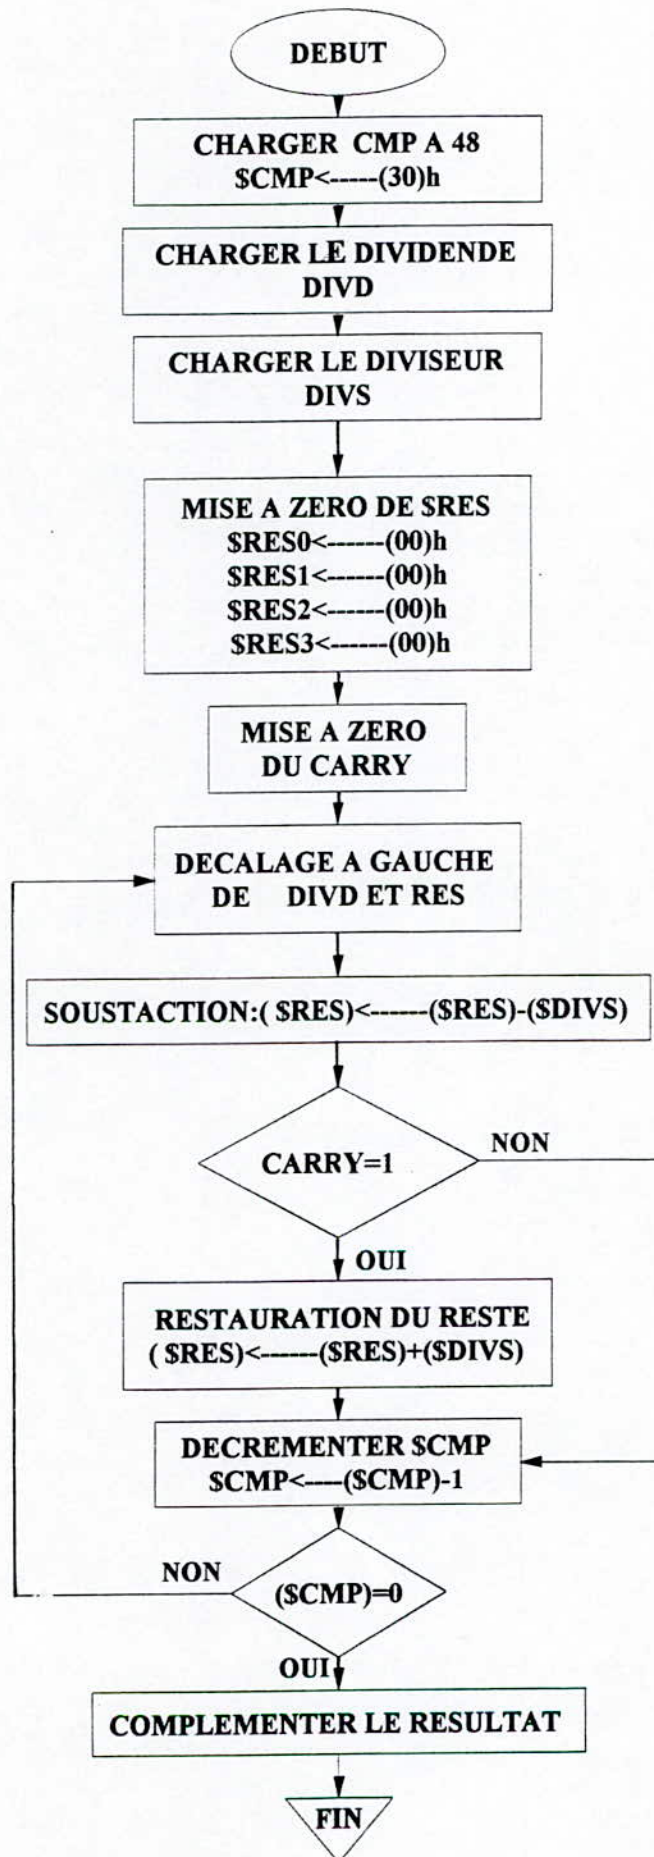 DEBUT
CHARGER CMP A 48
$CMP<-----(30)h
CHARGER LE DIVIDENDE
DIVD
CHARGER LE DIVISEUR
DIVS
MISE A ZERO DE $RES
$RES0<------(00)h
$RES1<------(00)h
$RES2<------(00)h
$RES3<------(00)h
MISE A ZERO
DU CARRY
DECALAGE A GAUCHE
DE DIVD ET RES
SOUSTACTION:( $RES)<------($RES)-($DIVS)
CARRY=1
NON
OUI
RESTAURATION DU RESTE
( $RES)<------($RES)+($DIVS)
DECREMENTER $CMP
$CMP<----($CMP)-1
NON
($CMP)=0
OUI
COMPLEMENTER LE RESULTAT
FIN